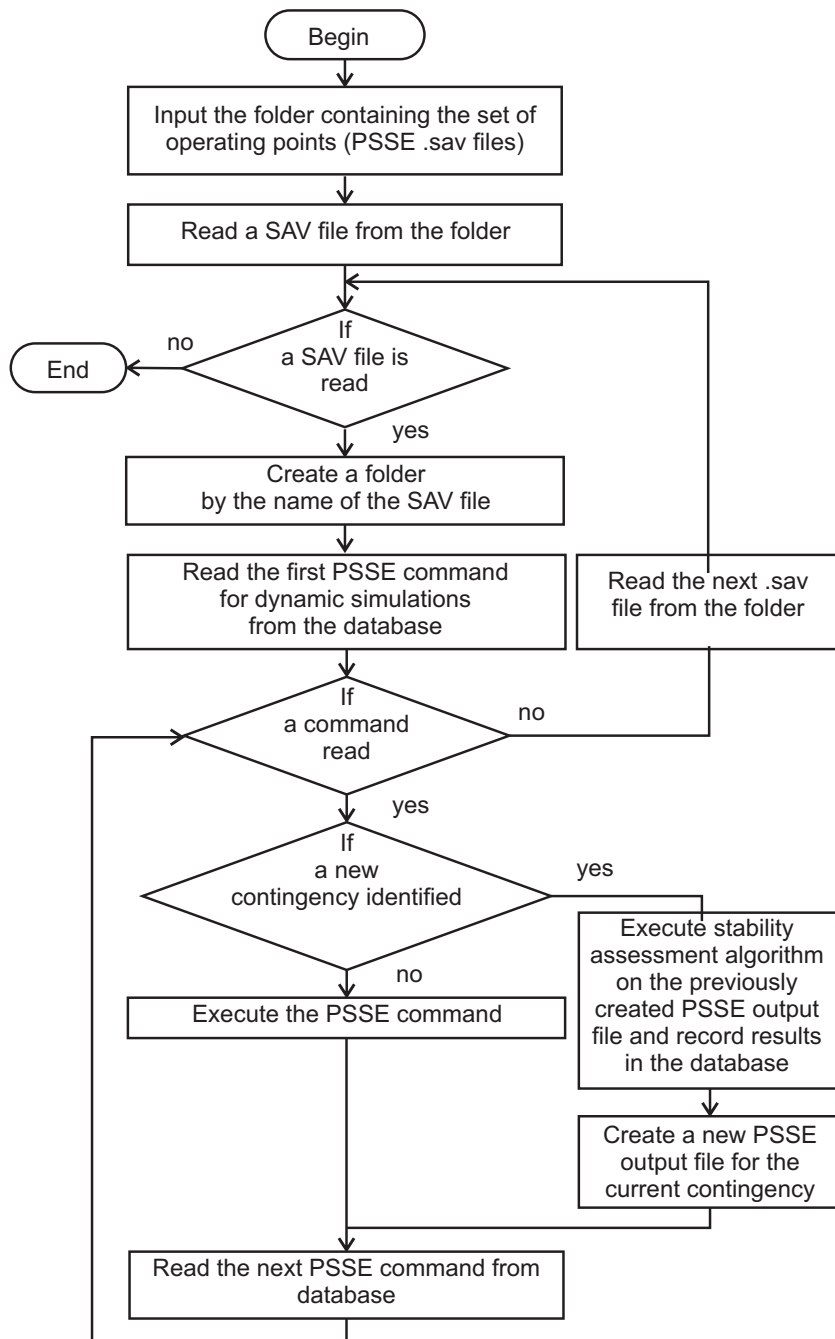 Begin
Input the folder containing the set of
operating points (PSSE .sav files)
Read a SAV file from the folder
If
a SAV file is
read
no
End
yes
Create a folder
by the name of the SAV file
Read the first PSSE command
for dynamic simulations
from the database
Read the next .sav
file from the folder
If
a command
read
no
yes
If
a new
contingency identified
yes
no
Execute the PSSE command
Execute stability
assessment algorithm
on the previously
created PSSE output
file and record results
in the database
Create a new PSSE
output file for the
current contingency
Read the next PSSE command from
database